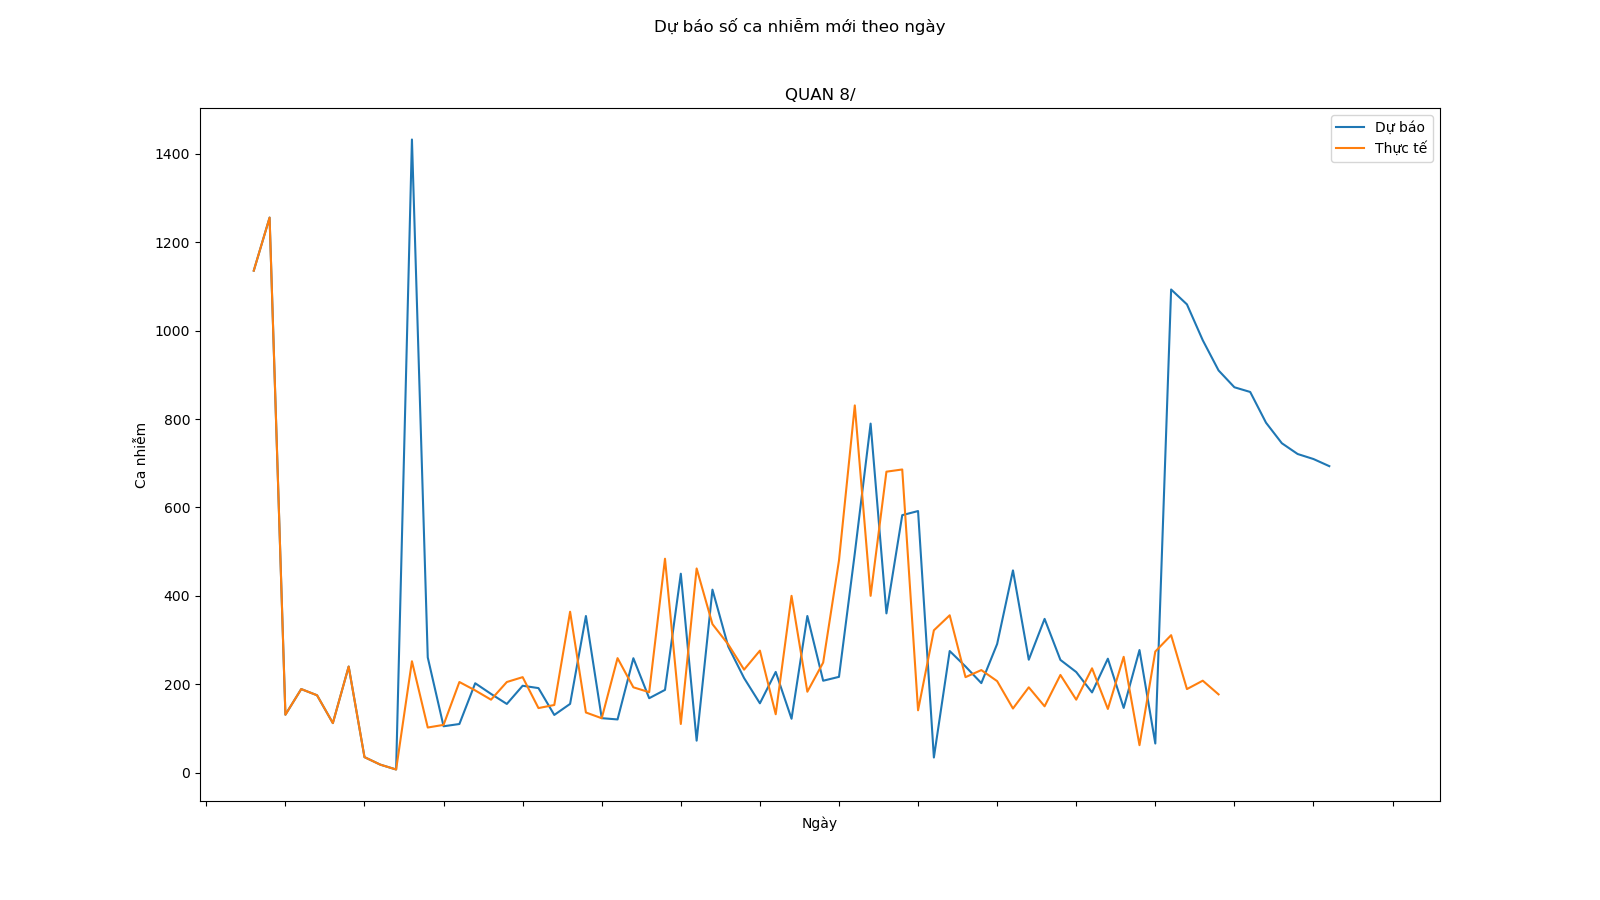 Dự báo số ca nhiễm mới theo ngày
QUAN 8/
Dự báo
Thực tế
1400
1200
1000
800
600
400
200
0
Ca nhiễm
Ngày